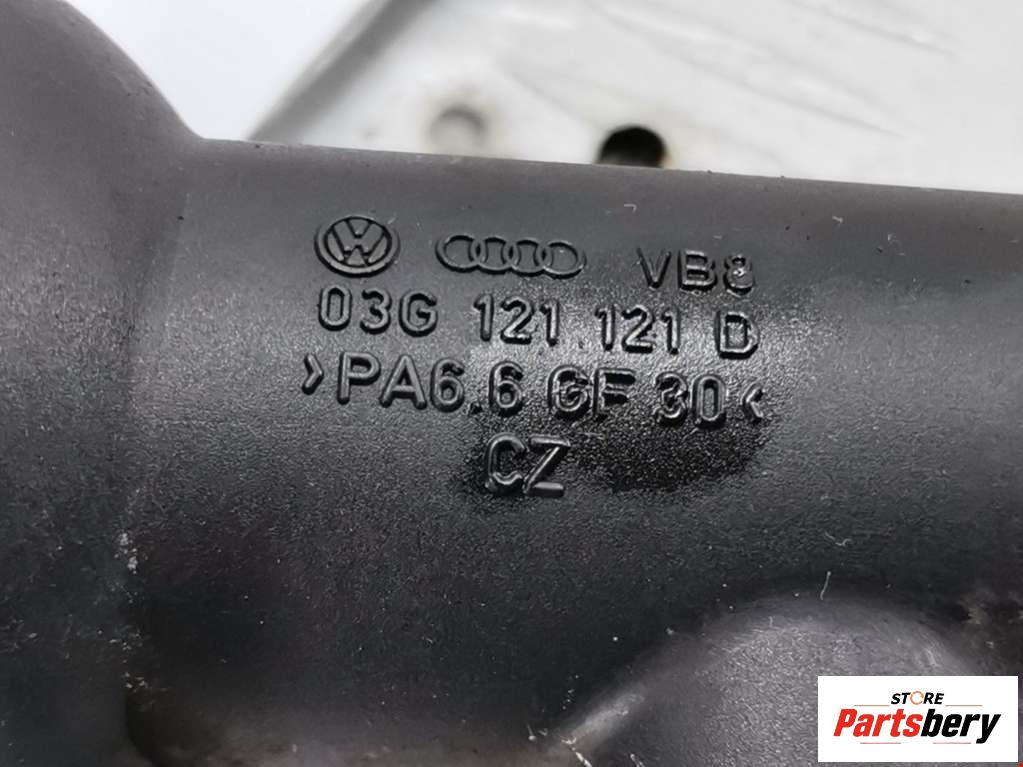 VB8
03G 121 121 D
>PA6.6 GF 30<
CZ
STORE
Partsbery